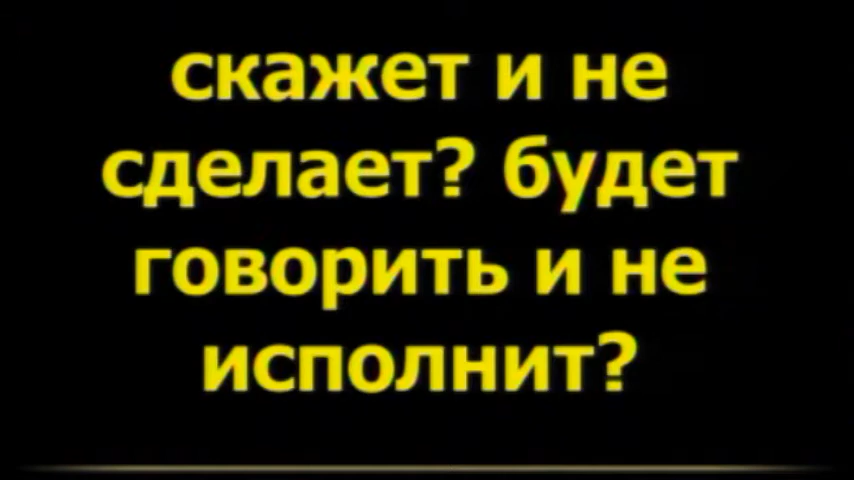 скажет и не
сделает? будет
говорить и не
исполнит?